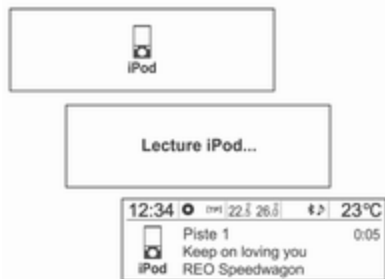 iPod
Lecture iPod...
12:34 22.5 26.0 23°C
Piste 1 0:05
Keep on loving you
iPod REO Speedwagon